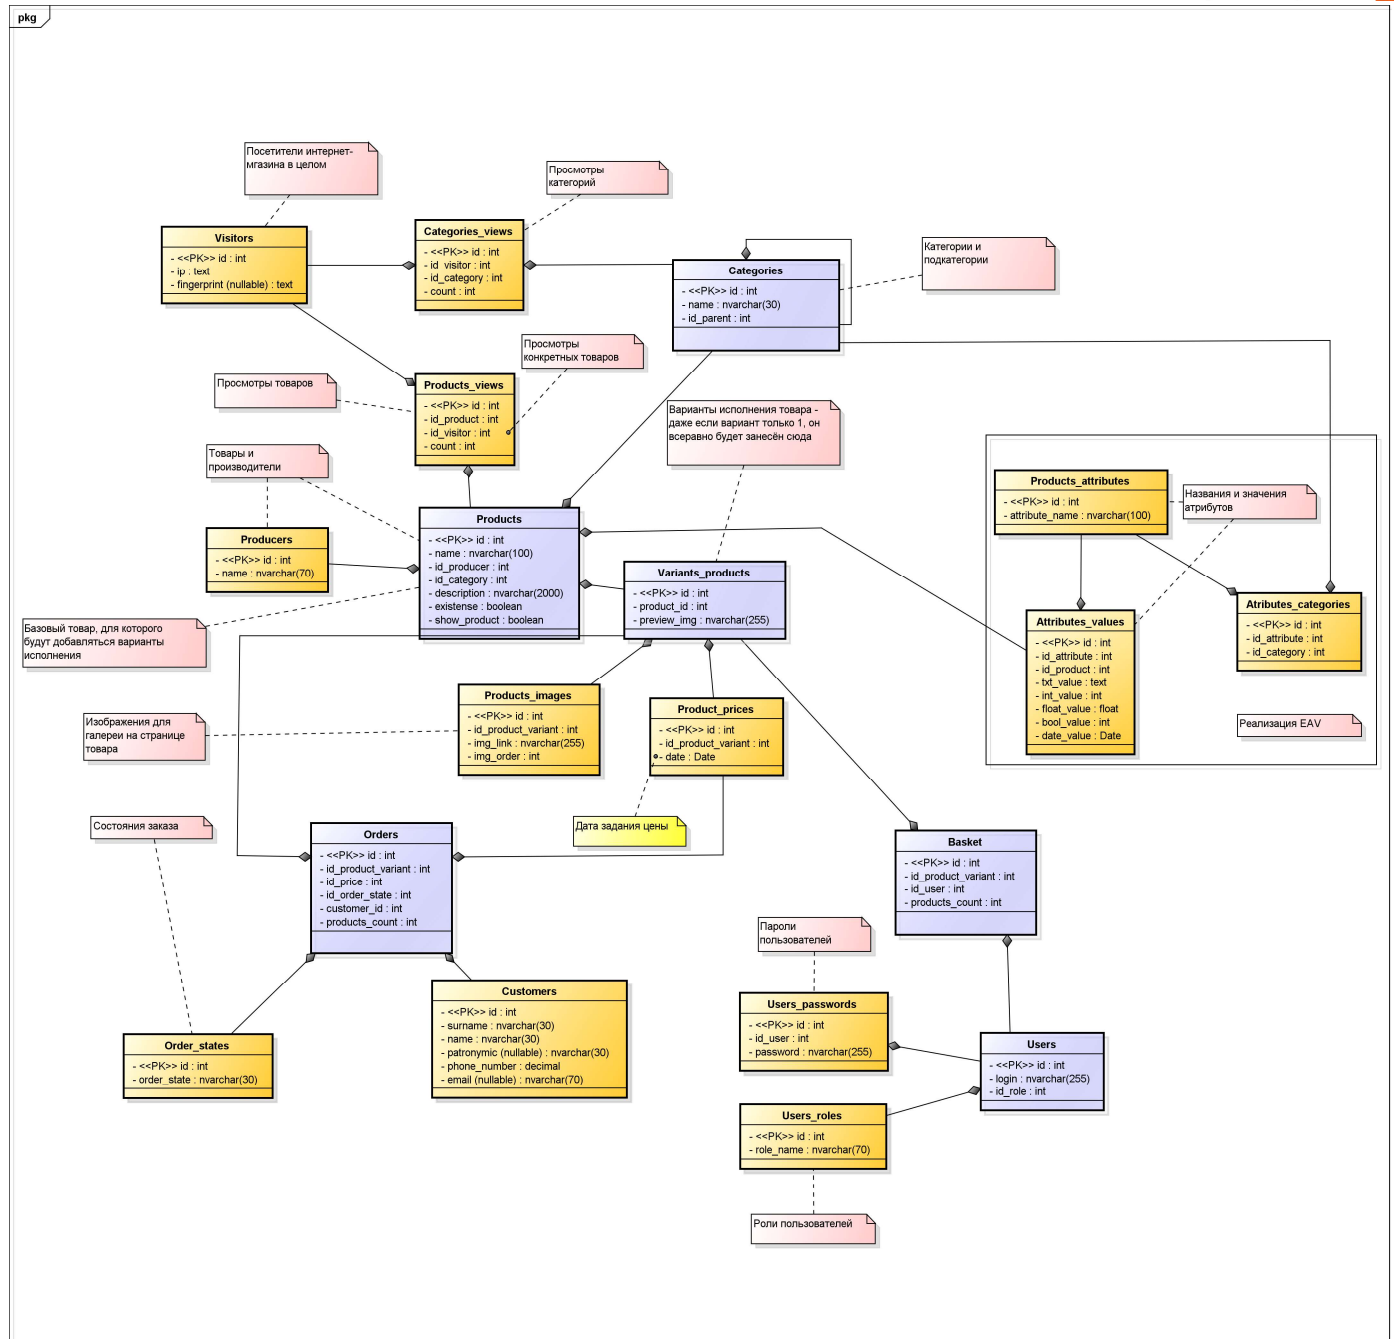 pkg
Посетители интернет-
мгазина в целом
Просмотры
категорий
Visitors
- <<PK>> id : int
- ip : text
- fingerprint (nullable) : text
Categories_views
- <<PK>> id : int
- id_visitor : int
- id_category : int
- count : int
Categories
- <<PK>> id : int
- name : nvarchar(30)
- id_parent : int
Категории и
подкатегории
Просмотры
конкретных товаров
Просмотры товаров
Products_views
- <<PK>> id : int
- id_product : int
- id_visitor : int
- count : int
Варианты исполнения товара -
даже если вариант только 1, он
всеравно будет занесён сюда
Товары и
производители
Products_attributes
- <<PK>> id : int
- attribute_name : nvarchar(100)
Названия и значения
атрибутов
Producers
- <<PK>> id : int
- name : nvarchar(70)
Products
- <<PK>> id : int
- name : nvarchar(100)
- id_producer : int
- id_category : int
- description : nvarchar(2000)
- existense : boolean
- show_product : boolean
Variants_products
- <<PK>> id : int
- product_id : int
- preview_img : nvarchar(255)
Attributes_values
- <<PK>> id : int
- id_attribute : int
- id_product : int
- txt_value : text
- int_value : int
- float_value : float
- bool_value : int
- date_value : Date
Atributes_categories
- <<PK>> id : int
- id_attribute : int
- id_category : int
Базовый товар, для которого
будут добавляться варианты
исполнения
Реализация EAV
Изображения для
галереи на странице
товара
Products_images
- <<PK>> id : int
- id_product_variant : int
- img_link : nvarchar(255)
- img_order : int
Product_prices
- <<PK>> id : int
- id_product_variant : int
- date : Date
Дата задания цены
Состояния заказа
Orders
- <<PK>> id : int
- id_product_variant : int
- id_price : int
- id_order_state : int
- customer_id : int
- products_count : int
Basket
- <<PK>> id : int
- id_product_variant : int
- id_user : int
- products_count : int
Пароли
пользователей
Customers
- <<PK>> id : int
- surname : nvarchar(30)
- name : nvarchar(30)
- patronymic (nullable) : nvarchar(30)
- phone_number : decimal
- email (nullable) : nvarchar(70)
Users_passwords
- <<PK>> id : int
- id_user : int
- password : nvarchar(255)
Order_states
- <<PK>> id : int
- order_state : nvarchar(30)
Users
- <<PK>> id : int
- login : nvarchar(255)
- id_role : int
Users_roles
- <<PK>> id : int
- role_name : nvarchar(70)
Роли пользователей